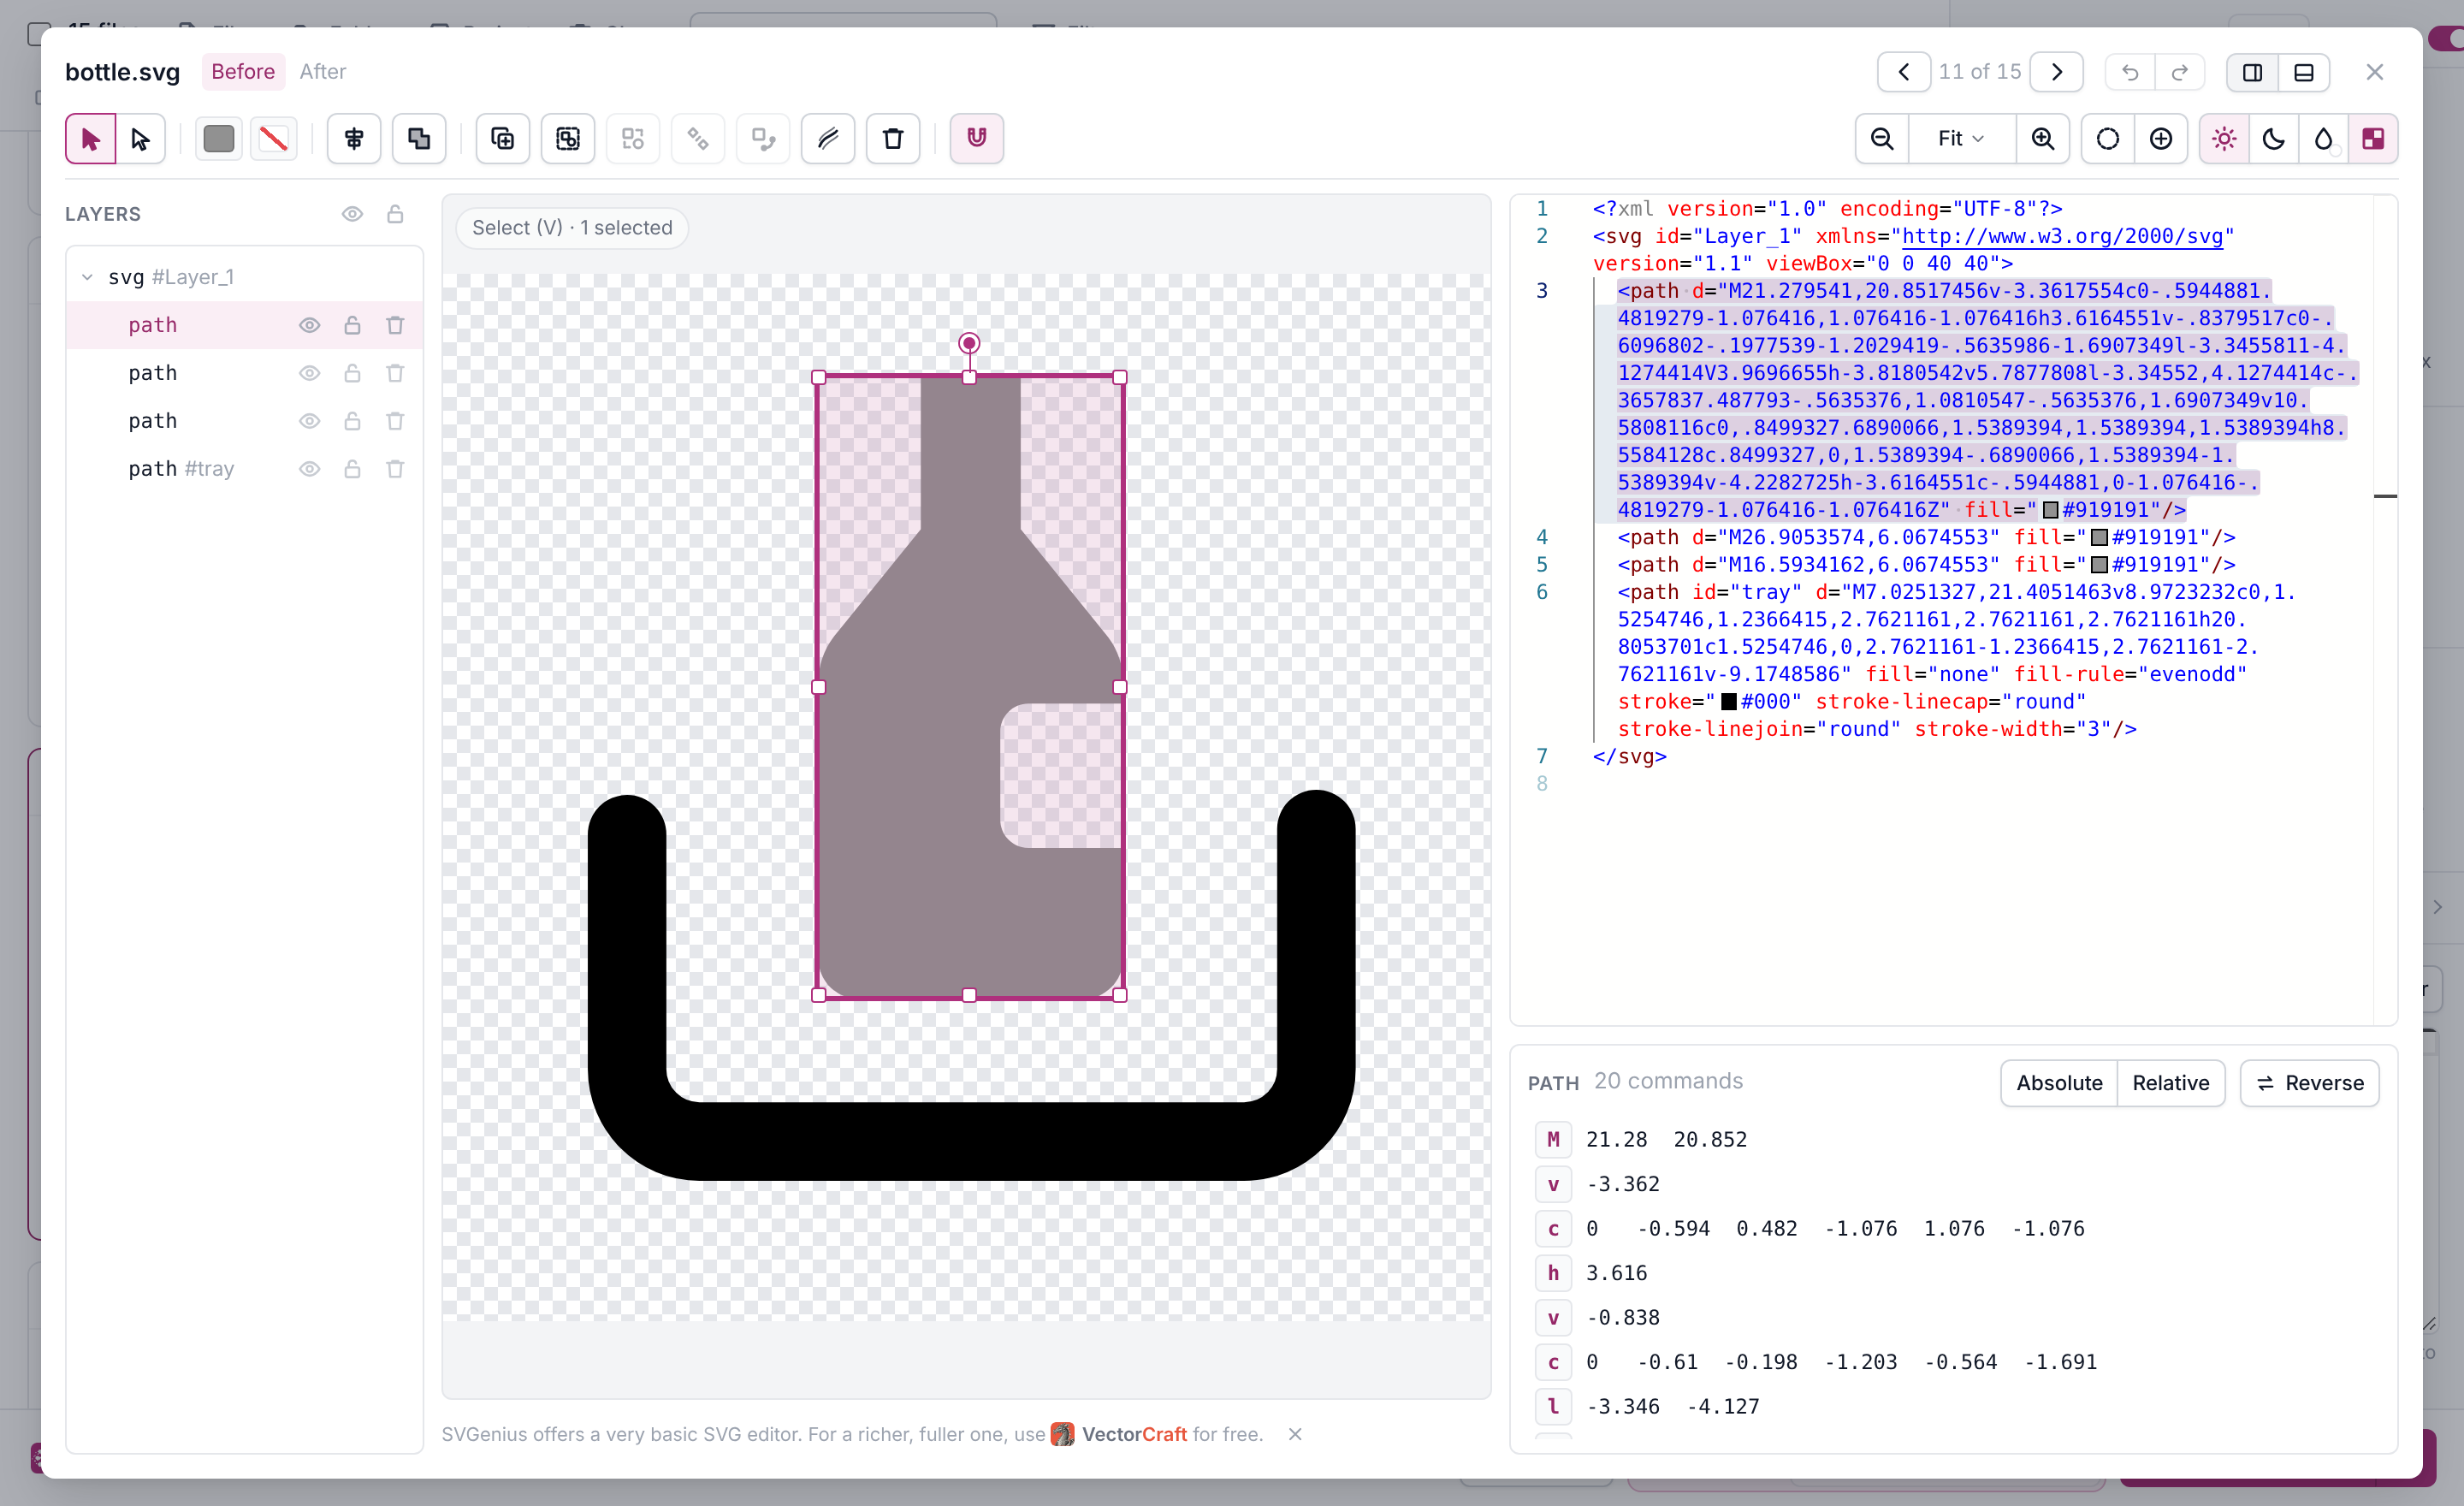 bottle.svg Before After
11 of 15
Fit
LAYERS
svg #Layer_1
path
path
path
path #tray
Select (V) · 1 selected
1 <?xml version="1.0" encoding="UTF-8"?>
2 <svg id="Layer_1" xmlns="http://www.w3.org/2000/svg"
version="1.1" viewBox="0 0 40 40">
3 <path d="M21.279541,20.8517456v-3.3617554c0-.5944881.
4819279-1.076416,1.076416-1.076416h3.6164551v-.8379517c0-.
6096802-.1977539-1.2029419-.5635986-1.6907349l-3.3455811-4.
1274414V3.9696655h-3.8180542v5.7877808l-3.34552,4.1274414c-.
3657837.487793-.5635376,1.0810547-.5635376,1.6907349v10.
5808116c0,.8499327.6890066,1.5389394,1.5389394,1.5389394h8.
5584128c.8499327,0,1.5389394-.6890066,1.5389394-1.
5389394v-4.2282725h-3.6164551c-.5944881,0-1.076416-.
4819279-1.076416-1.076416Z" fill="#919191"/>
4 <path d="M26.9053574,6.0674553" fill="#919191"/>
5 <path d="M16.5934162,6.0674553" fill="#919191"/>
6 <path id="tray" d="M7.0251327,21.4051463v8.9723232c0,1.
5254746,1.2366415,2.7621161,2.7621161,2.7621161h20.
8053701c1.5254746,0,2.7621161-1.2366415,2.7621161-2.
7621161v-9.1748586" fill="none" fill-rule="evenodd"
stroke="#000" stroke-linecap="round"
stroke-linejoin="round" stroke-width="3"/>
7 </svg>
8
PATH 20 commands
Absolute Relative Reverse
M 21.28 20.852
v -3.362
c 0 -0.594 0.482 -1.076 1.076 -1.076
h 3.616
v -0.838
c 0 -0.61 -0.198 -1.203 -0.564 -1.691
l -3.346 -4.127
SVGenius offers a very basic SVG editor. For a richer, fuller one, use VectorCraft for free.